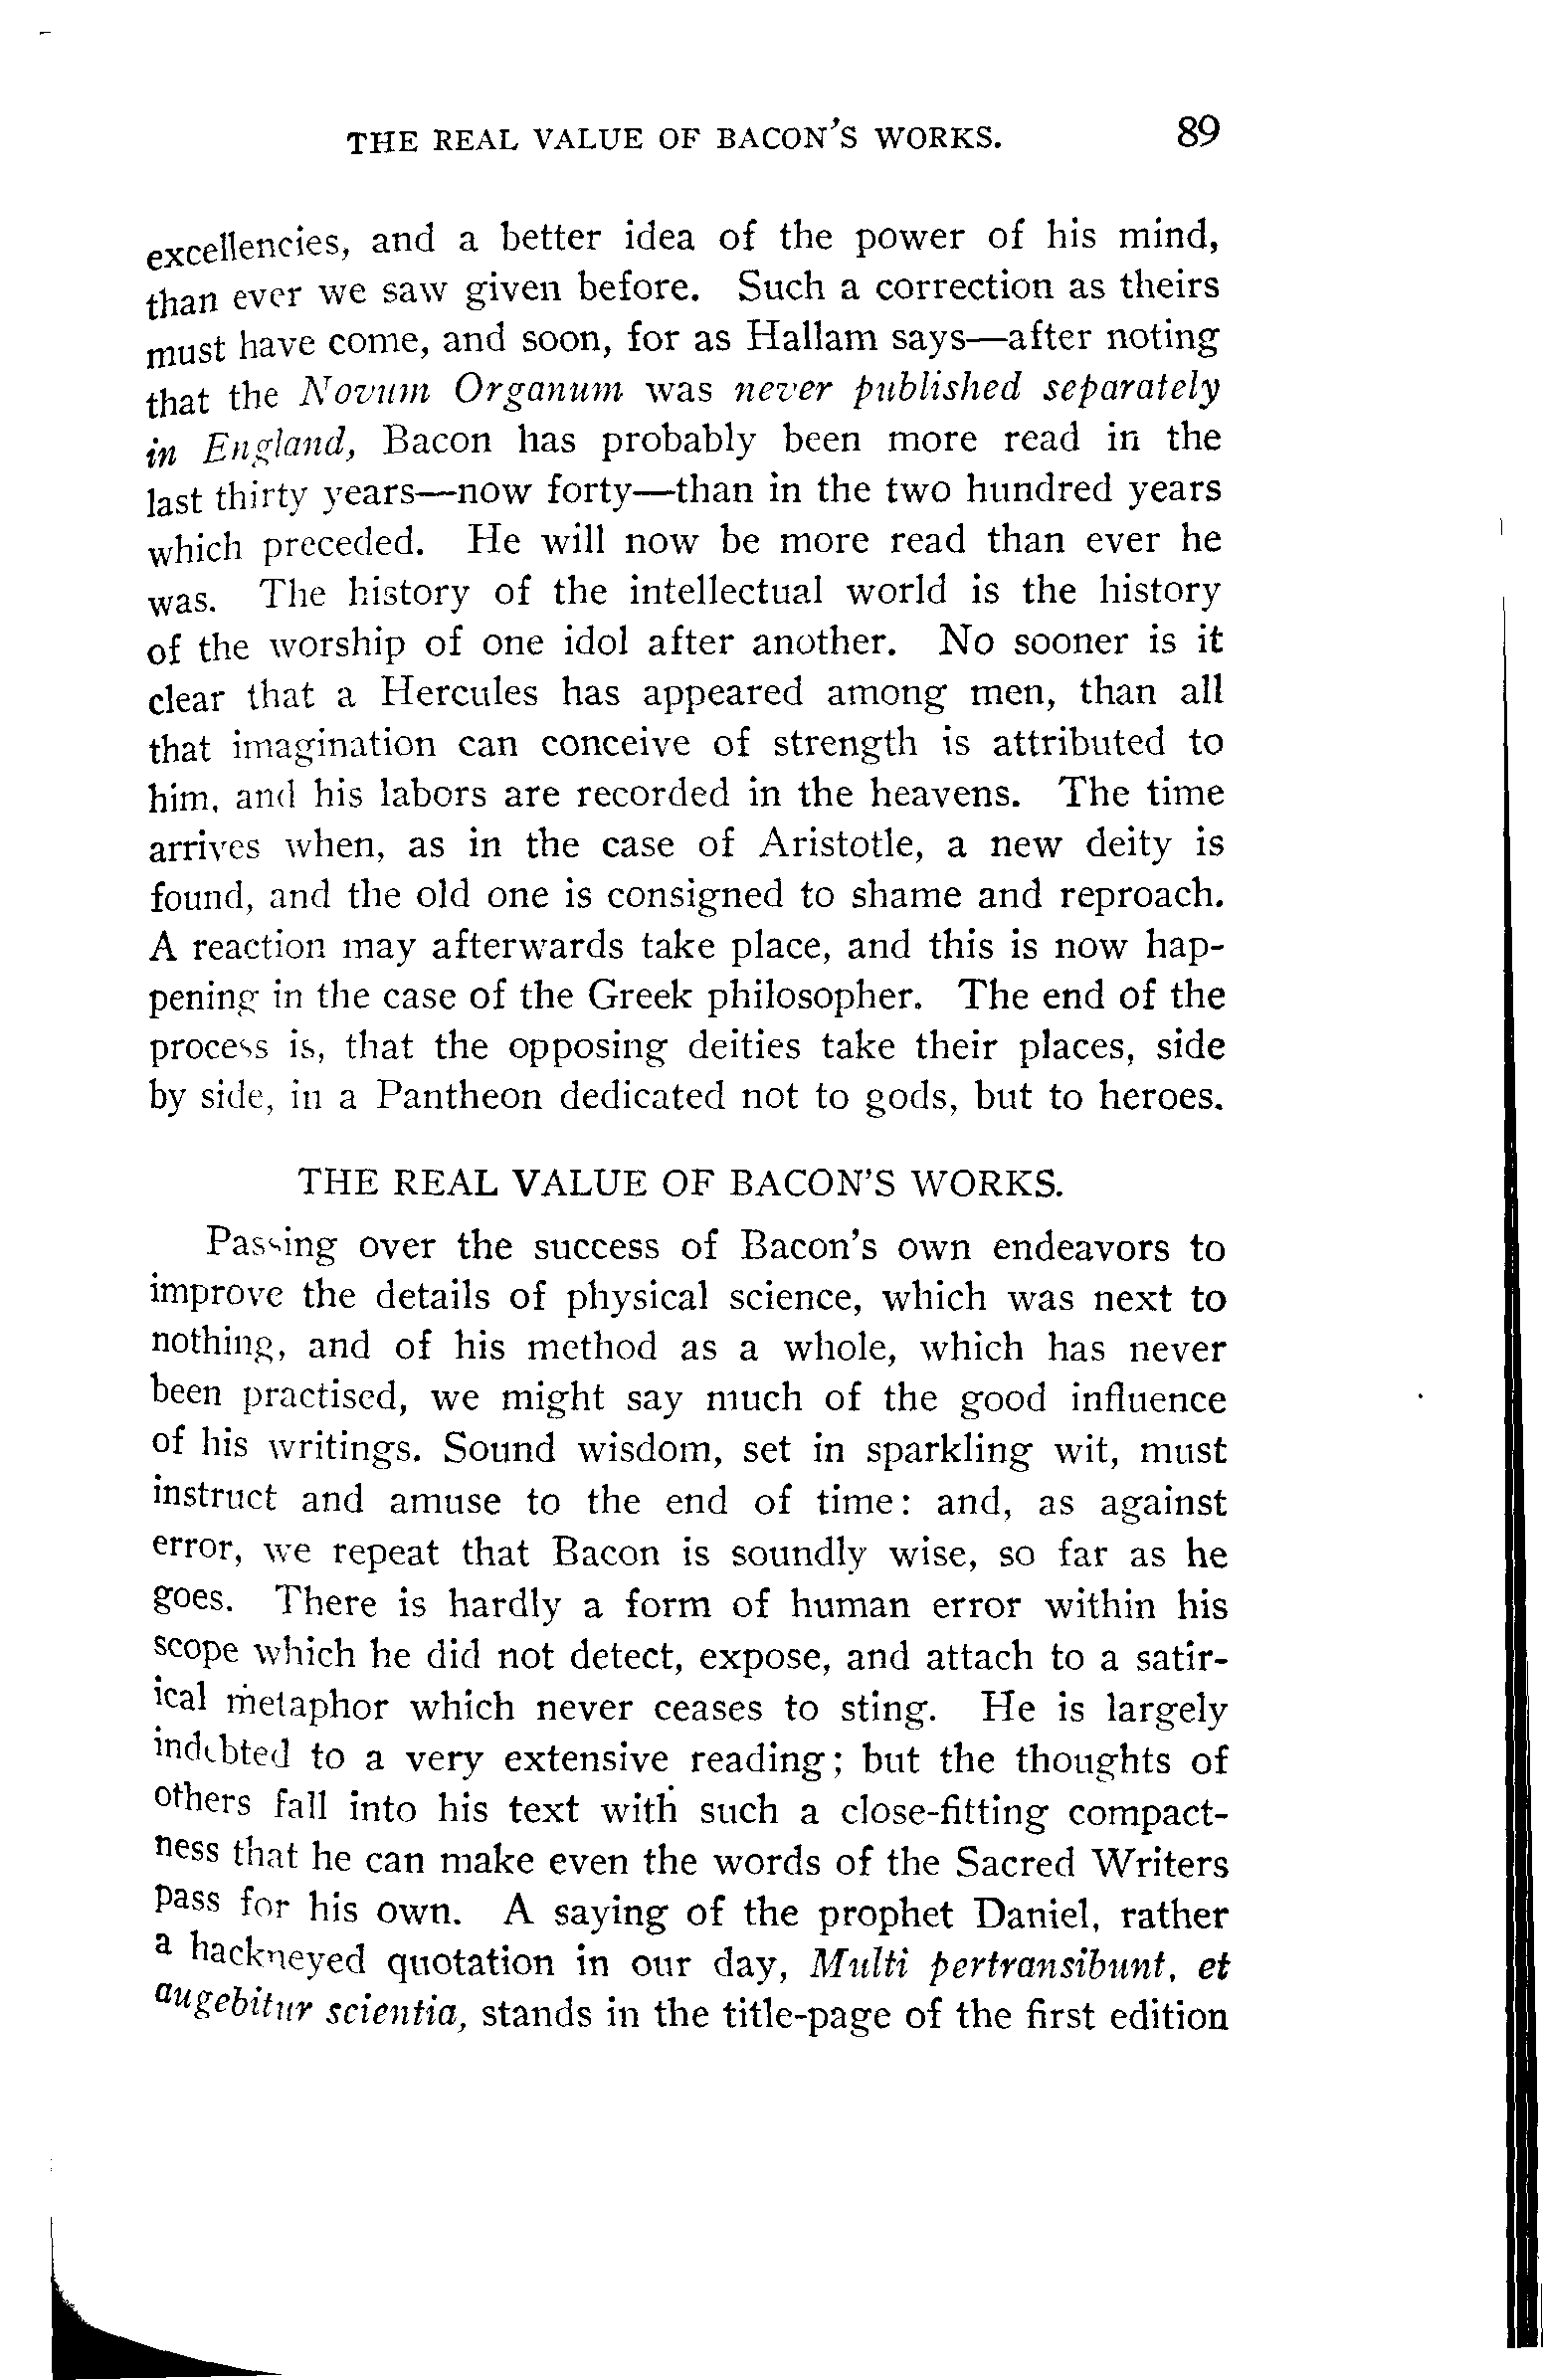 THE REAL VALUE OF BACON'S WORKS. 89
excellencies, and a better idea of the power of his mind,
than ever we saw given before. Such a correction as theirs
must have come, and soon, for as Hallam says—after noting
that the Novum Organum was never published separately
in England, Bacon has probably been more read in the
last thirty years—now forty—than in the two hundred years
which preceded. He will now be more read than ever he
was. The history of the intellectual world is the history
of the worship of one idol after another. No sooner is it
clear that a Hercules has appeared among men, than all
that imagination can conceive of strength is attributed to
him, and his labors are recorded in the heavens. The time
arrives when, as in the case of Aristotle, a new deity is
found, and the old one is consigned to shame and reproach.
A reaction may afterwards take place, and this is now hap-
pening in the case of the Greek philosopher. The end of the
process is, that the opposing deities take their places, side
by side, in a Pantheon dedicated not to gods, but to heroes.
THE REAL VALUE OF BACON'S WORKS.
Passing over the success of Bacon's own endeavors to
improve the details of physical science, which was next to
nothing, and of his method as a whole, which has never
been practised, we might say much of the good influence
of his writings. Sound wisdom, set in sparkling wit, must
instruct and amuse to the end of time: and, as against
error, we repeat that Bacon is soundly wise, so far as he
goes. There is hardly a form of human error within his
scope which he did not detect, expose, and attach to a satir-
ical metaphor which never ceases to sting. He is largely
indebted to a very extensive reading; but the thoughts of
others fall into his text with such a close-fitting compact-
ness that he can make even the words of the Sacred Writers
pass for his own. A saying of the prophet Daniel, rather
a hackneyed quotation in our day, Multi pertransibunt, et
augebitur scientia, stands in the title-page of the first edition